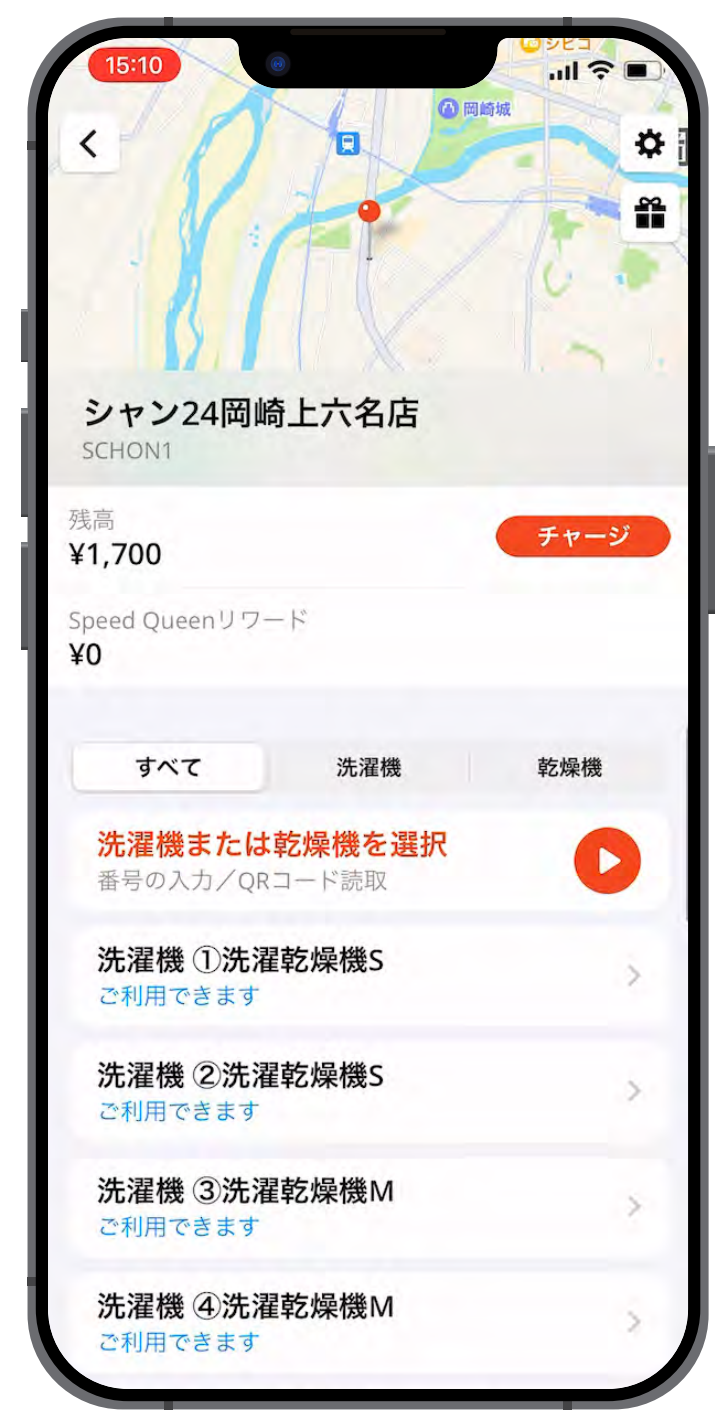 15:10
シビコ
岡崎城
シャン24岡崎上六名店
SCHON1
残高
¥1,700
チャージ
Speed Queenリワード
¥0
すべて
洗濯機
乾燥機
洗濯機または乾燥機を選択
番号の入力／QRコード読取
洗濯機 ①洗濯乾燥機S
ご利用できます
洗濯機 ②洗濯乾燥機S
ご利用できます
洗濯機 ③洗濯乾燥機M
ご利用できます
洗濯機 ④洗濯乾燥機M
ご利用できます